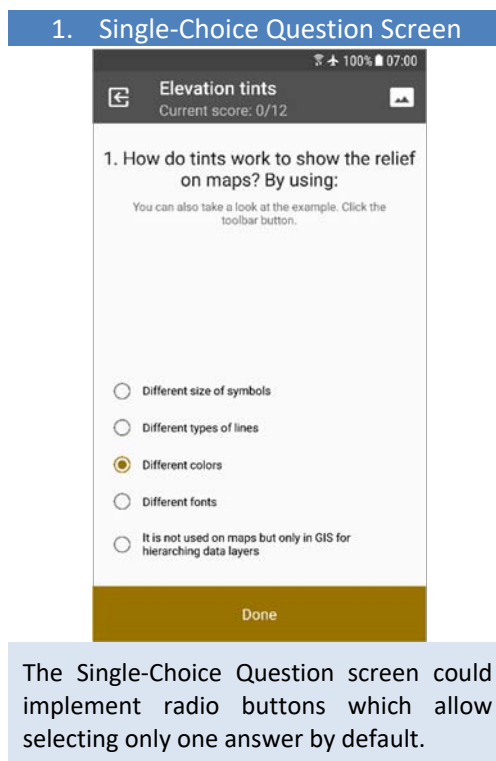 1. Single-Choice Question Screen
100% 07:00
Elevation tints
Current score: 0/12
1. How do tints work to show the relief
on maps? By using:
You can also take a look at the example. Click the
toolbar button.
Different size of symbols
Different types of lines
Different colors
Different fonts
It is not used on maps but only in GIS for
hierarching data layers
Done
The Single-Choice Question screen could
implement radio buttons which allow
selecting only one answer by default.